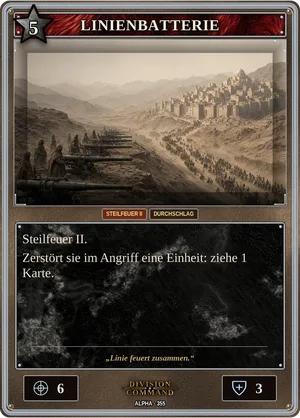 5
LINIENBATTERIE
STEILFEUER II
DURCHSCHLAG
Steilfeuer II.
Zerstört sie im Angriff eine Einheit: ziehe 1
Karte.
„Linie feuert zusammen.“
6
DIVISION
COMMAND
ALPHA · 355
3